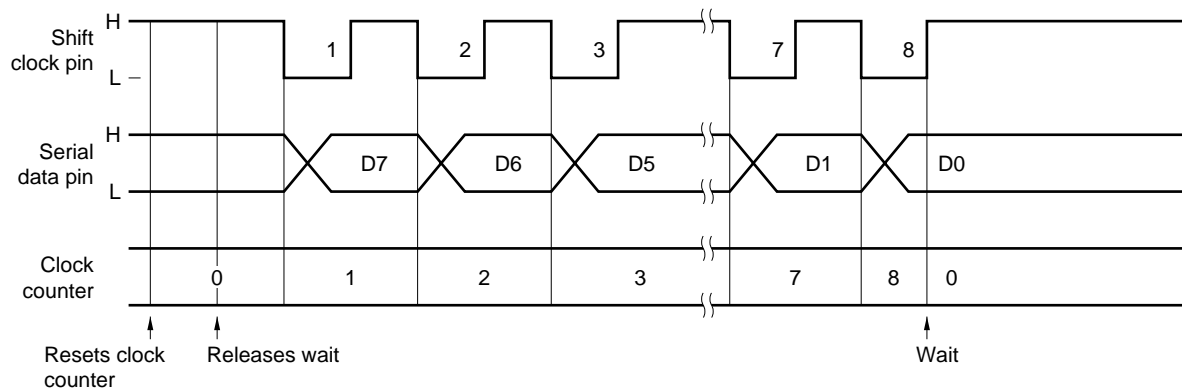 H
Shift
clock pin
L
1 2 3 7 8
H
Serial
data pin
L
D7 D6 D5 D1 D0
Clock
counter
0 1 2 3 7 8 0
Resets clock
counter
Releases wait
Wait